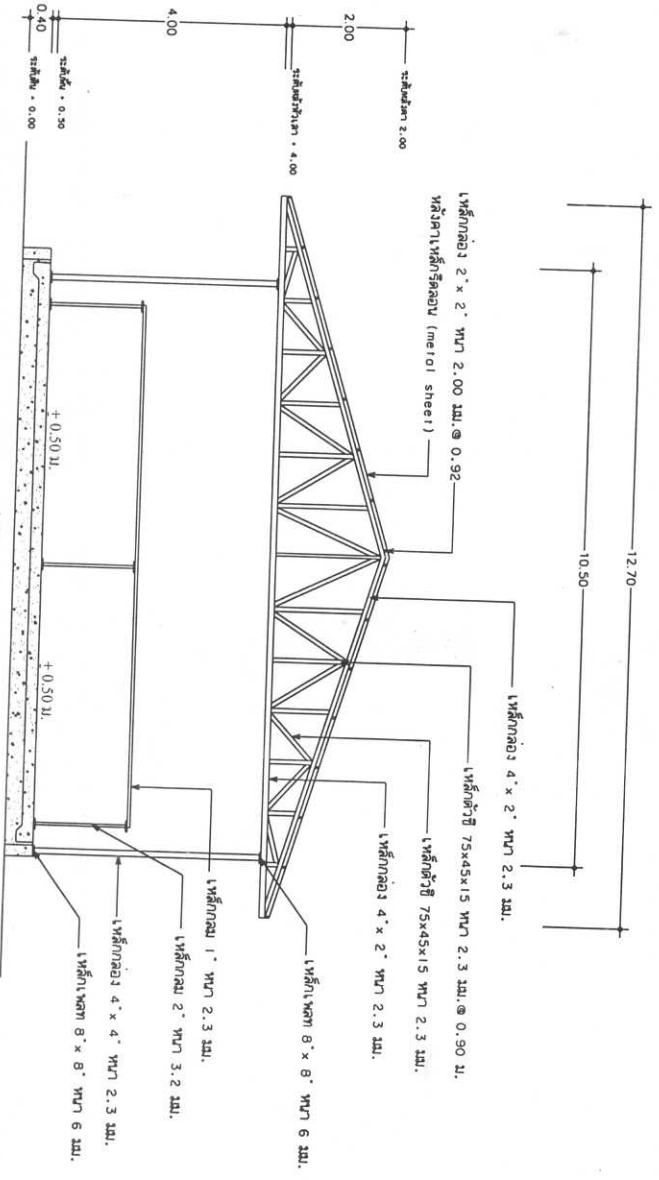 12.70
10.50
เหล็กกล่อง 4"x 2" หนา 2.3 มม.
เหล็กตัวซี 75x45x15 หนา 2.3 มม.@ 0.90 ม.
เหล็กตัวซี 75x45x15 หนา 2.3 มม.
เหล็กกล่อง 4"x 2" หนา 2.3 มม.
เหล็กเพลท 8"x 8" หนา 6 มม.
เหล็กกลม 1" หนา 2.3 มม.
เหล็กกลม 2" หนา 3.2 มม.
เหล็กกล่อง 4"x 4" หนา 2.3 มม.
เหล็กเพลท 8"x 8" หนา 6 มม.
เหล็กกล่อง 2"x 2" หนา 2.00 มม.@ 0.92
หลังคาเหล็กรีดลอน (metal sheet)
ระดับหลังคา 2.00
2.00
ระดับหลังหัวเสา + 4.00
4.00
ระดับพื้น + 0.50
0.40
ระดับดิน + 0.00
+ 0.50 ม.
+ 0.50 ม.